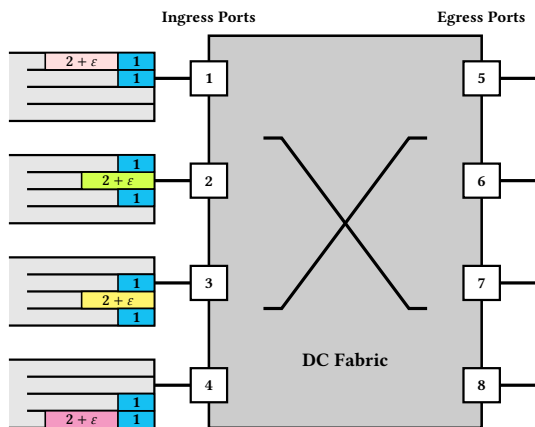 Ingress Ports Egress Ports
2 + ε 1
1
1 5
1
2 + ε
1
2 6
1
2 + ε
1
3 7
DC Fabric
1
2 + ε 1
4 8